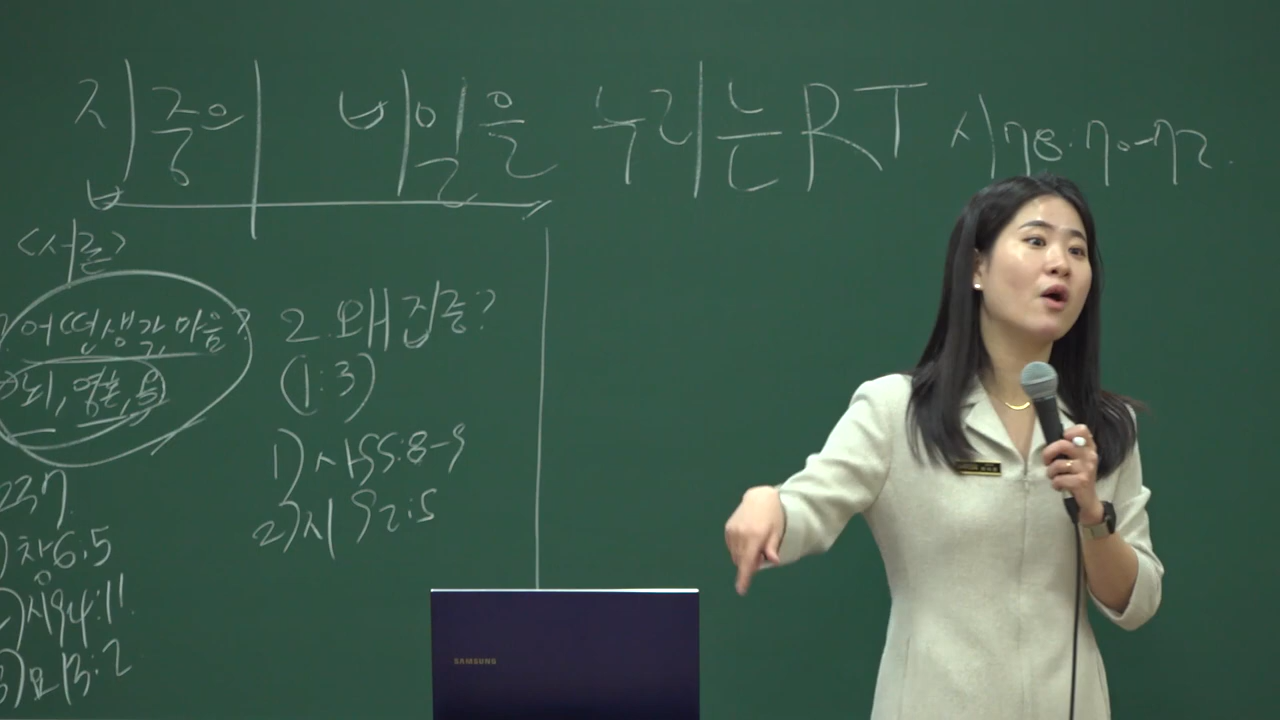 집중의 비밀을 누리는 RT 시78:70-72.
<서론>
어떤 생각, 마음?
뇌, 영혼, 몸
237
1) 창6:5
2) 시94:11
3) 요13:2
2. 왜 집중?
(1:3)
1) 사55:8-9
2) 시92:5
SAMSUNG